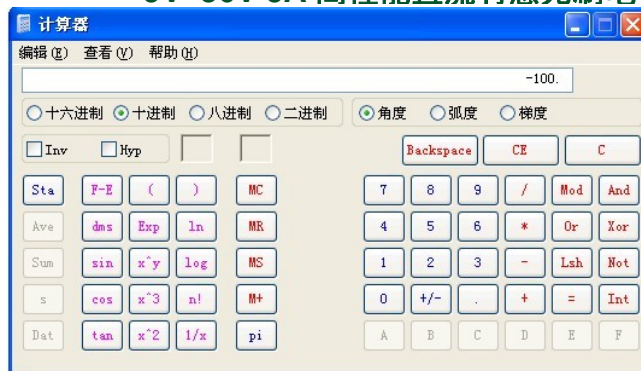 计算器
编辑(E) 查看(V) 帮助(H)
-100.
十六进制 十进制 八进制 二进制 角度 弧度 梯度
Inv Hyp Backspace CE C
Sta F-E ( ) MC 7 8 9 / Mod And
Ave dms Exp ln MR 4 5 6 * Or Xor
Sum sin x^y log MS 1 2 3 - Lsh Not
s cos x^3 n! M+ 0 +/- . + = Int
Dat tan x^2 1/x pi A B C D E F